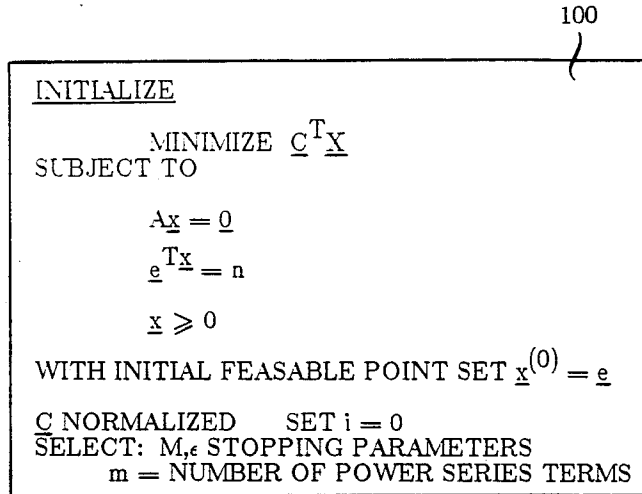 100
INITIALIZE
MINIMIZE C^T X
SUBJECT TO
Ax = 0
e^T x = n
x ⩾ 0
WITH INITIAL FEASABLE POINT SET x^(0) = e
C NORMALIZED SET i = 0
SELECT: M,ϵ STOPPING PARAMETERS
m = NUMBER OF POWER SERIES TERMS